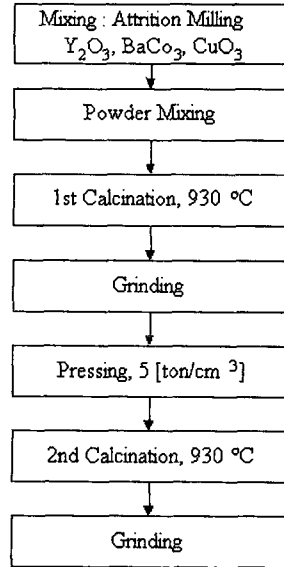 Mixing : Attrition Milling
Y₂O₃, BaCo₃, CuO₃
Powder Mixing
1st Calcination, 930 °C
Grinding
Pressing, 5 [ton/cm ³]
2nd Calcination, 930 °C
Grinding